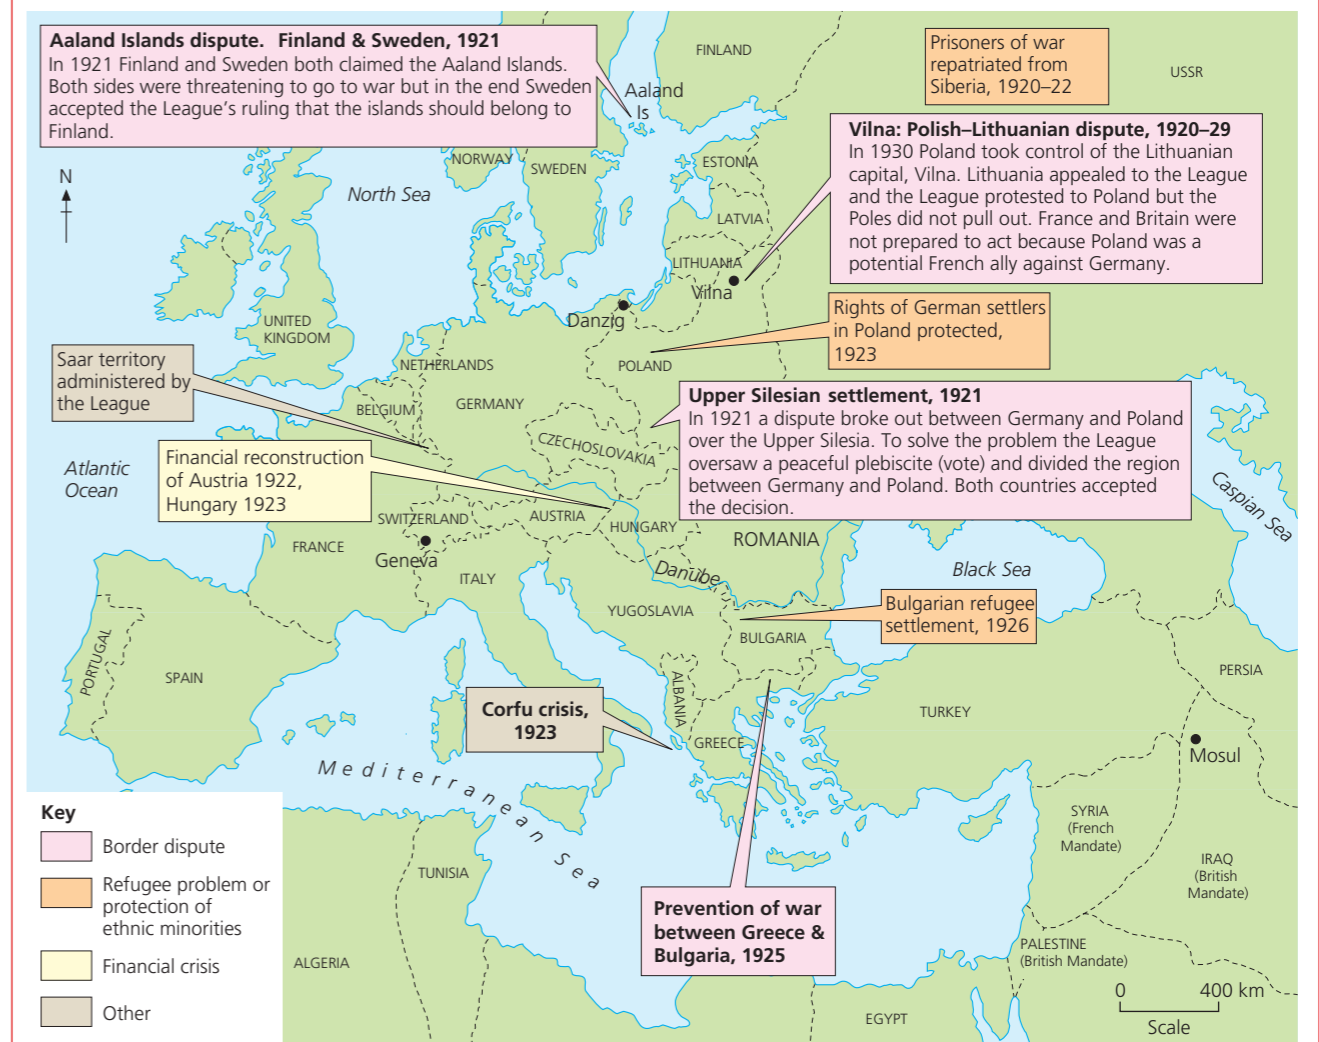 Aaland Islands dispute. Finland & Sweden, 1921
In 1921 Finland and Sweden both claimed the Aaland Islands.
Both sides were threatening to go to war but in the end Sweden
accepted the League's ruling that the islands should belong to
Finland.
FINLAND
Prisoners of war
repatriated from
Siberia, 1920–22
USSR
Aaland
Is
Vilna: Polish–Lithuanian dispute, 1920–29
In 1930 Poland took control of the Lithuanian
capital, Vilna. Lithuania appealed to the League
and the League protested to Poland but the
Poles did not pull out. France and Britain were
not prepared to act because Poland was a
potential French ally against Germany.
N
NORWAY
SWEDEN
ESTONIA
North Sea
LATVIA
LITHUANIA
Vilna
Danzig
UNITED
KINGDOM
Rights of German settlers
in Poland protected,
1923
Saar territory
administered by
the League
NETHERLANDS
POLAND
BELGIUM
GERMANY
Upper Silesian settlement, 1921
In 1921 a dispute broke out between Germany and Poland
over the Upper Silesia. To solve the problem the League
oversaw a peaceful plebiscite (vote) and divided the region
between Germany and Poland. Both countries accepted
the decision.
CZECHOSLOVAKIA
Atlantic
Ocean
Financial reconstruction
of Austria 1922,
Hungary 1923
Caspian Sea
SWITZERLAND
AUSTRIA
HUNGARY
ROMANIA
FRANCE
Geneva
ITALY
Danube
Black Sea
YUGOSLAVIA
Bulgarian refugee
settlement, 1926
BULGARIA
PORTUGAL
SPAIN
ALBANIA
PERSIA
Corfu crisis,
1923
TURKEY
GREECE
Mosul
Mediterranean Sea
Key
Border dispute
Refugee problem or
protection of
ethnic minorities
Financial crisis
Other
SYRIA
(French
Mandate)
IRAQ
(British
Mandate)
TUNISIA
Prevention of war
between Greece &
Bulgaria, 1925
ALGERIA
PALESTINE
(British Mandate)
EGYPT
0 400 km
Scale